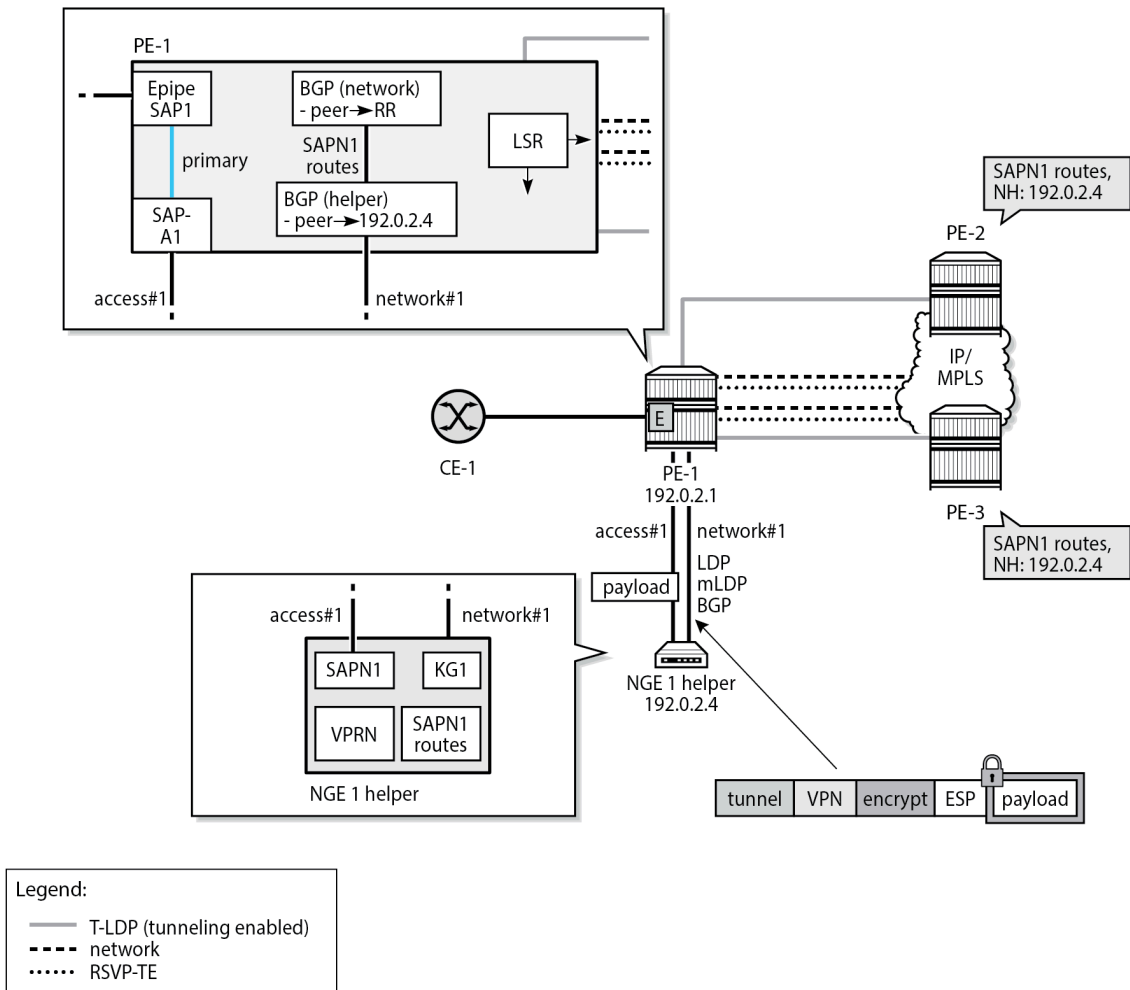 PE-1
Epipe
SAP1
BGP (network)
- peer→RR
SAPN1
routes
LSR
primary
BGP (helper)
- peer→192.0.2.4
SAP-
A1
access#1
network#1
SAPN1 routes,
NH: 192.0.2.4
PE-2
IP/
MPLS
E
CE-1
PE-1
192.0.2.1
PE-3
SAPN1 routes,
NH: 192.0.2.4
access#1
network#1
LDP
mLDP
BGP
payload
access#1
network#1
SAPN1
KG1
VPRN
SAPN1
routes
NGE 1 helper
NGE 1 helper
192.0.2.4
tunnel VPN encrypt ESP payload
Legend:
T-LDP (tunneling enabled)
network
RSVP-TE